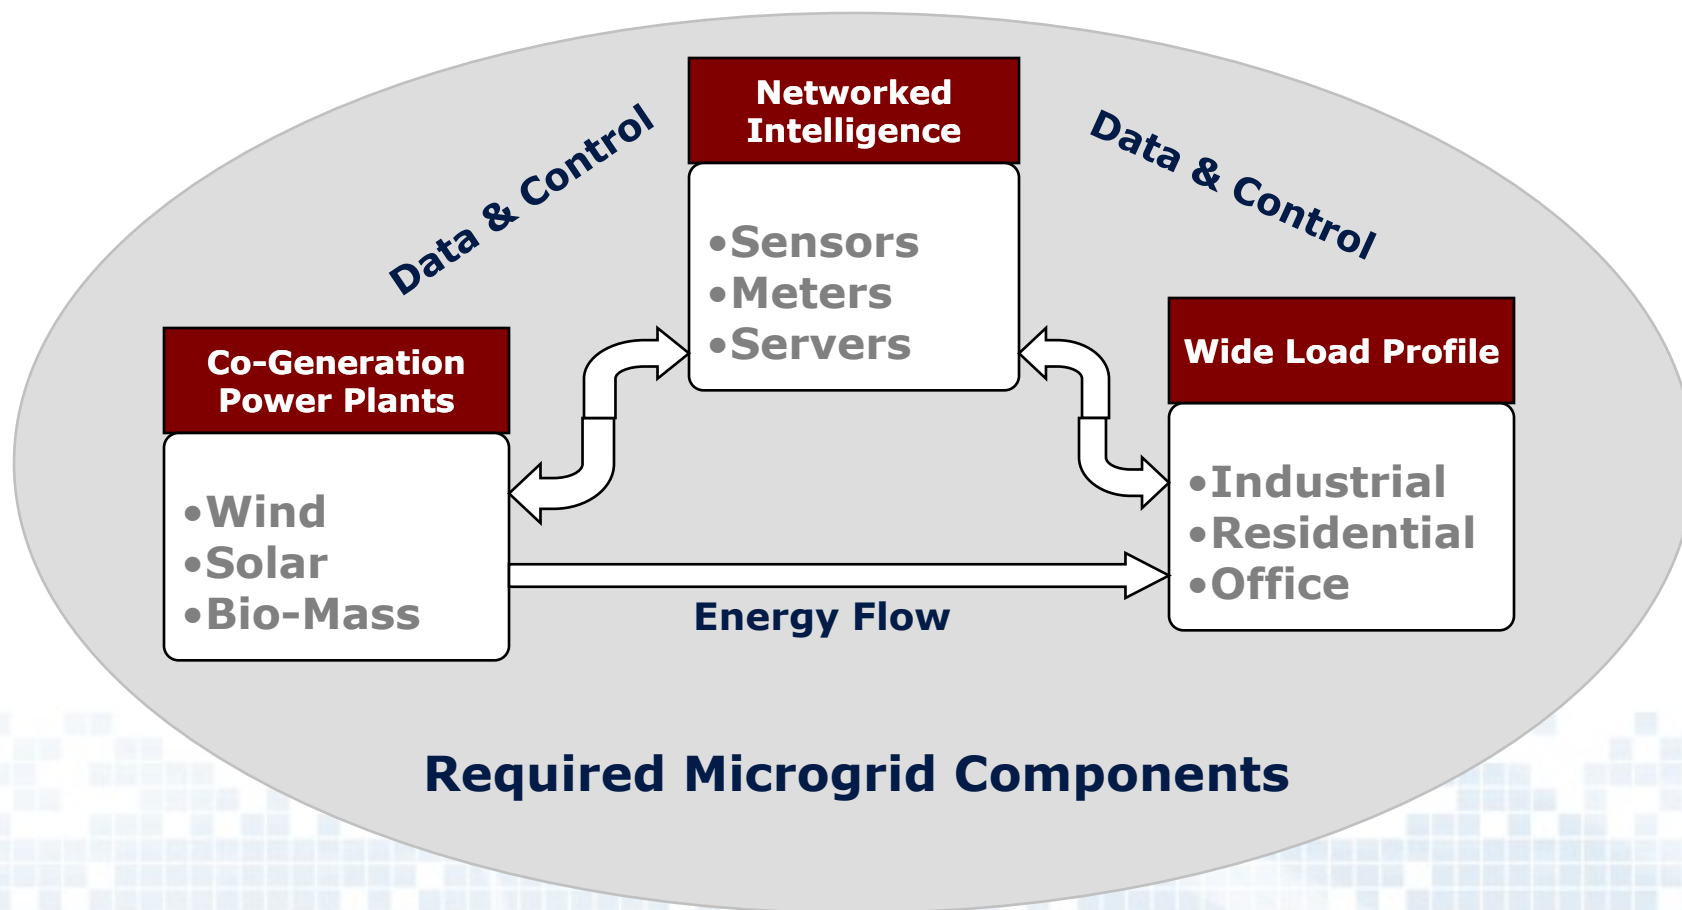 Data & Control
Networked
Intelligence
•Sensors
•Meters
•Servers
Data & Control
Co-Generation
Power Plants
•Wind
•Solar
•Bio-Mass
Wide Load Profile
•Industrial
•Residential
•Office
Energy Flow
Required Microgrid Components